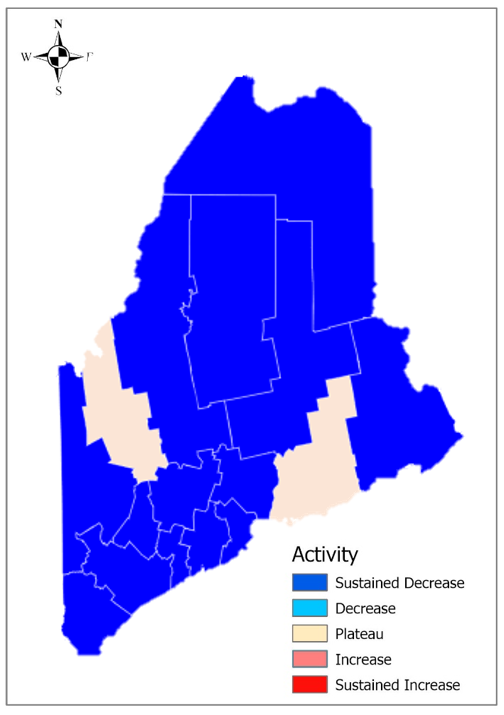 N
W
S
Activity
Sustained Decrease
Decrease
Plateau
Increase
Sustained Increase